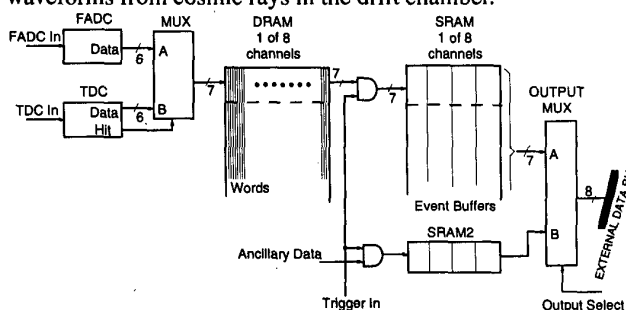 waveforms from cosmic rays in the drift chamber.
FADC
MUX
DRAM
1 of 8
channels
SRAM
1 of 8
channels
FADC In
Data
6
A
7
7
7
OUTPUT
MUX
TDC
TDC In
Data
6
B
Hit
A
7
Words
Event Buffers
8
EXTERNAL DATA
SRAM2
B
Ancillary Data
Trigger In
Output Select